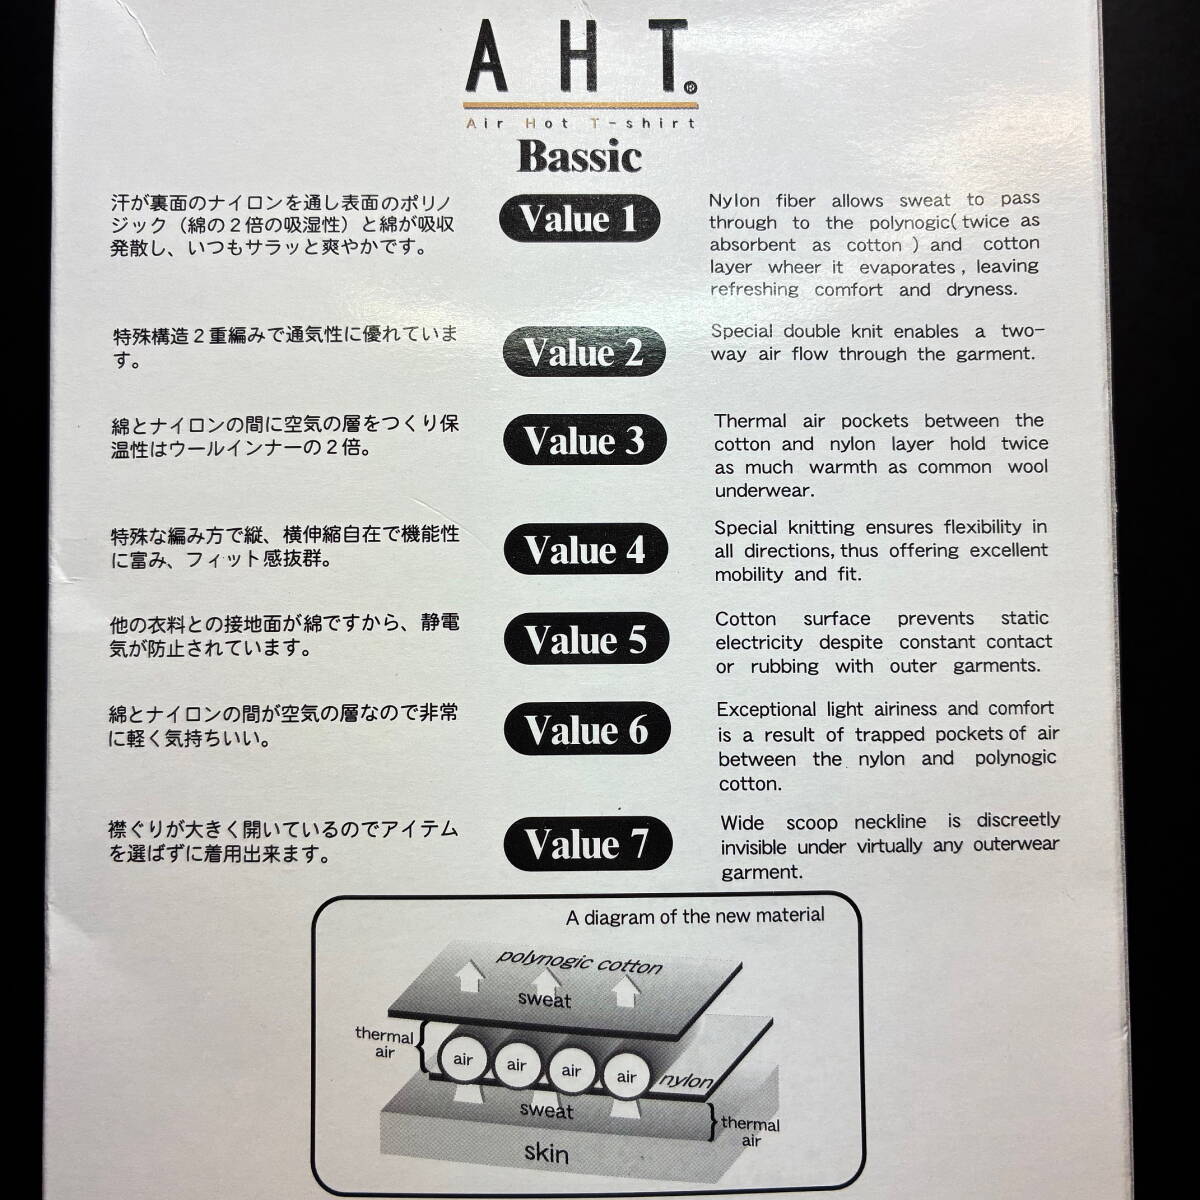 AHT®
Air Hot T-shirt
Bassic
汗が裏面のナイロンを通し表面のポリノ
ジック（綿の２倍の吸湿性）と綿が吸収
発散し、いつもサラッと爽やかです。
Value 1
Nylon fiber allows sweat to pass
through to the polynogic(twice as
absorbent as cotton ) and cotton
layer wheer it evaporates, leaving
refreshing comfort and dryness.
特殊構造２重編みで通気性に優れていま
す。
Value 2
Special double knit enables a two-
way air flow through the garment.
綿とナイロンの間に空気の層をつくり保
温性はウールインナーの２倍。
Value 3
Thermal air pockets between the
cotton and nylon layer hold twice
as much warmth as common wool
underwear.
特殊な編み方で縦、横伸縮自在で機能性
に富み、フィット感抜群。
Value 4
Special knitting ensures flexibility in
all directions, thus offering excellent
mobility and fit.
他の衣料との接地面が綿ですから、静電
気が防止されています。
Value 5
Cotton surface prevents static
electricity despite constant contact
or rubbing with outer garments.
綿とナイロンの間が空気の層なので非常
に軽く気持ちいい。
Value 6
Exceptional light airiness and comfort
is a result of trapped pockets of air
between the nylon and polynogic
cotton.
襟ぐりが大きく開いているのでアイテム
を選ばずに着用出来ます。
Value 7
Wide scoop neckline is discreetly
invisible under virtually any outerwear
garment.
A diagram of the new material
polynogic cotton
sweat
thermal
air
air air air air
nylon
sweat
thermal
air
skin